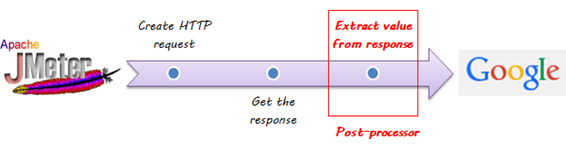 Apache
JMeter
Create HTTP
request
Get the
response
Extract value
from response
Post-processor
Google